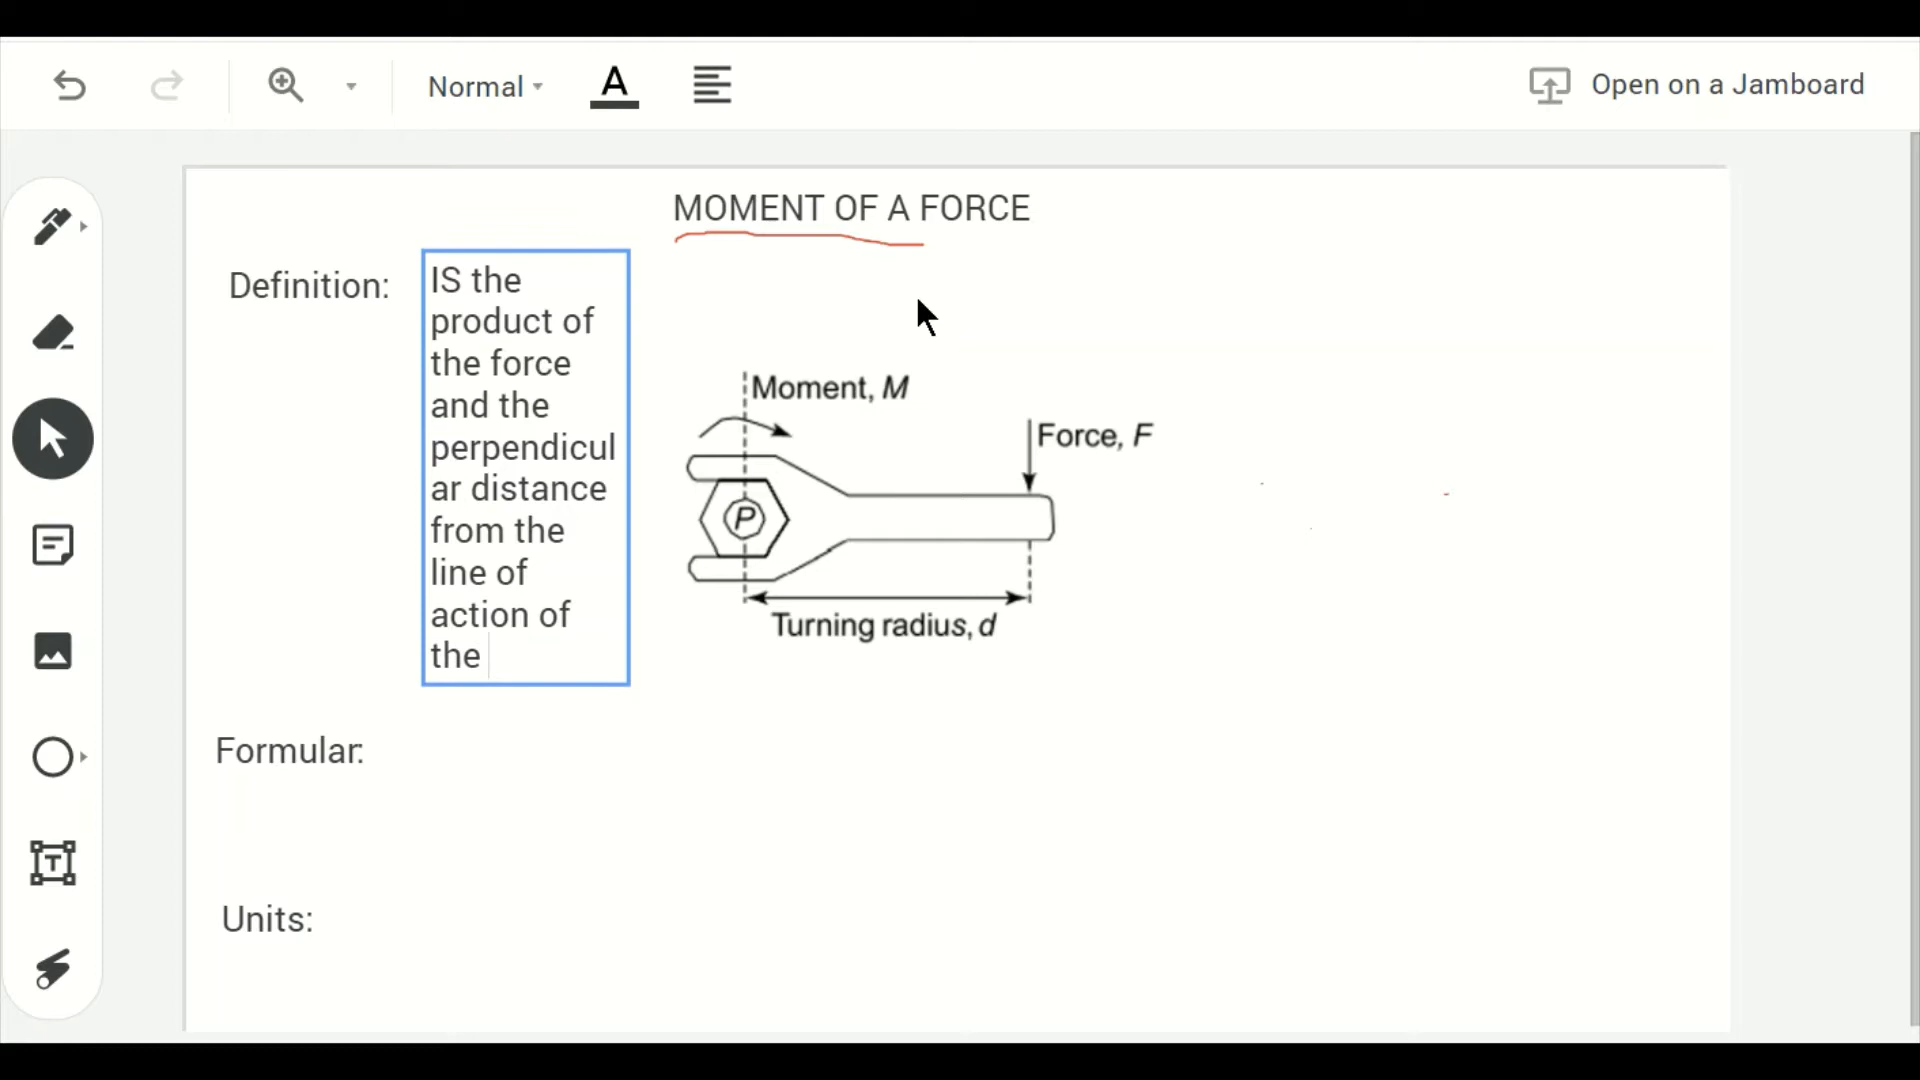 Normal
A
Open on a Jamboard
MOMENT OF A FORCE
Definition:
IS the
product of
the force
and the
perpendicul
ar distance
from the
line of
action of
the
Moment, M
Force, F
P
Turning radius, d
Formular:
Units:
T